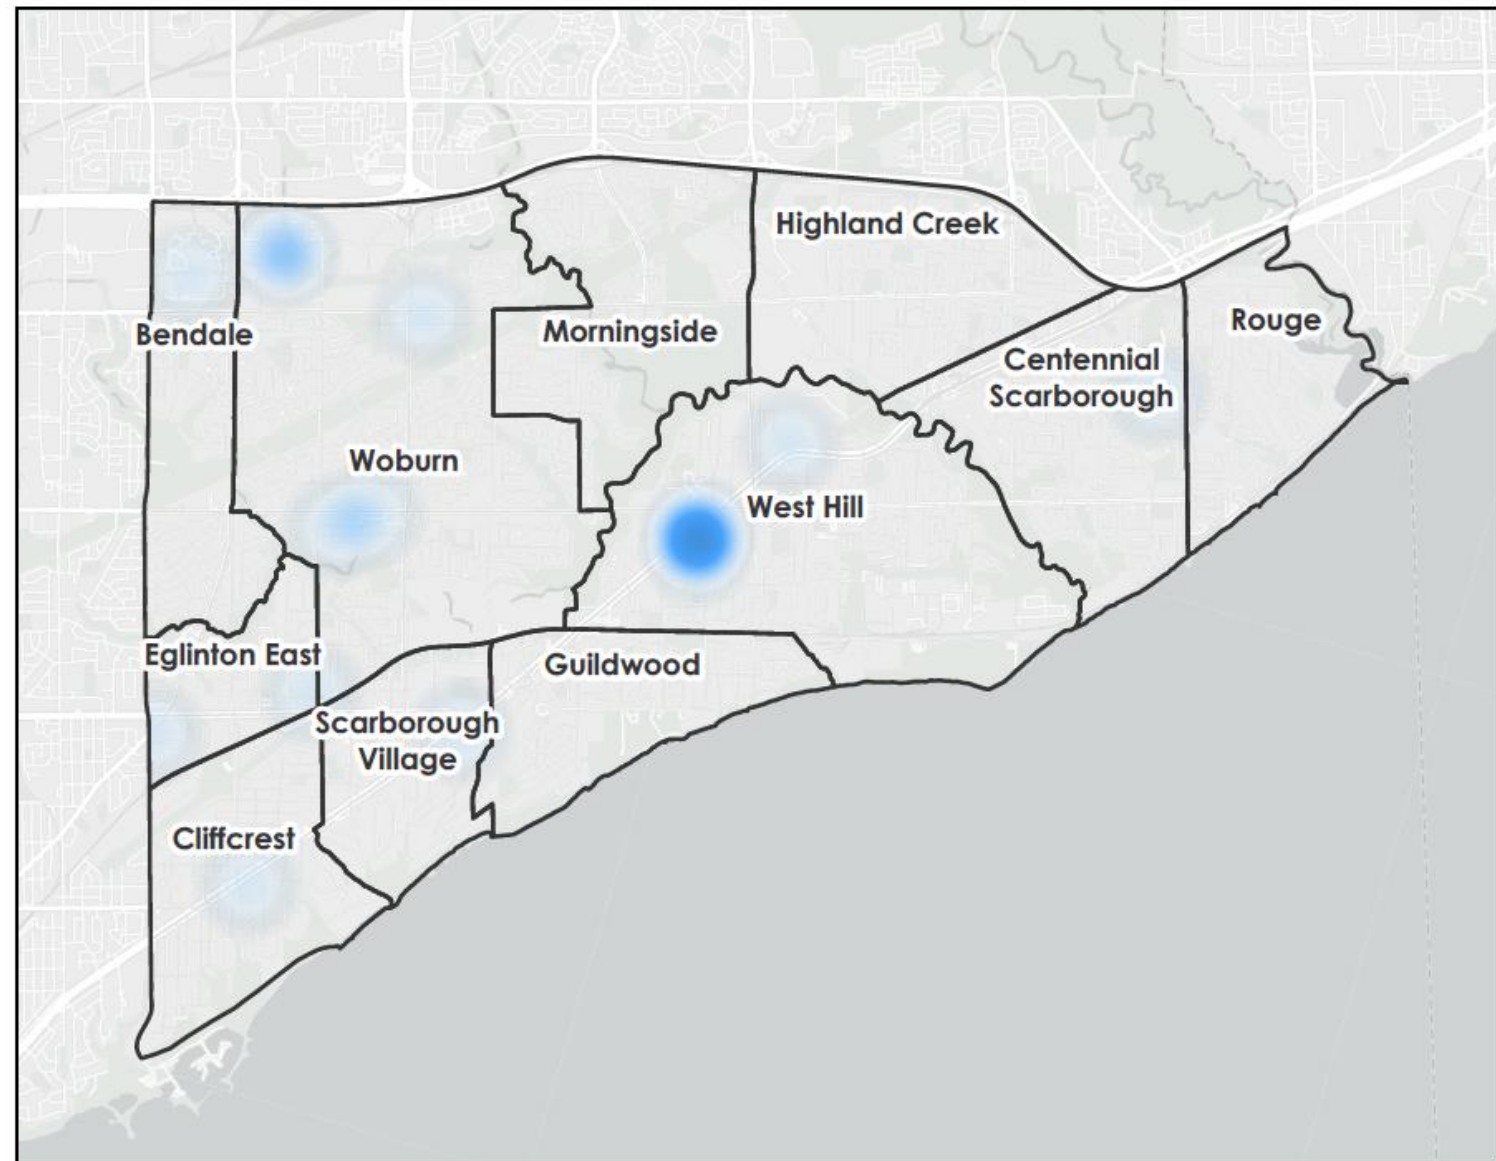 Highland Creek
Rouge
Bendale
Morningside
Centennial
Scarborough
Woburn
West Hill
Eglinton East
Guildwood
Scarborough
Village
Cliffcrest